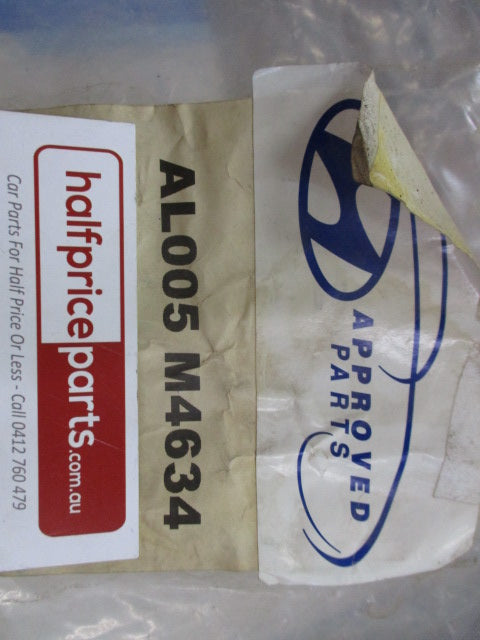 APPROVED
PARTS
AL005 M4634
halfpriceparts.com.au
Car Parts For Half Price Or Less - Call 0412 760 479